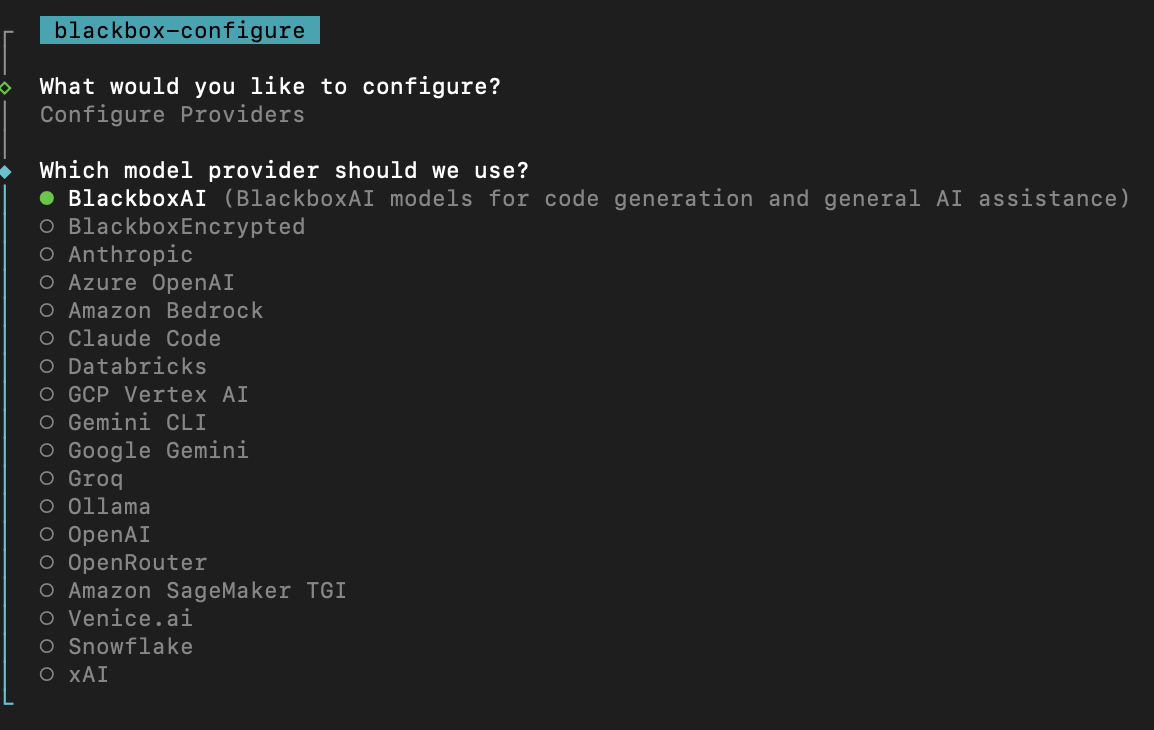 blackbox-configure
What would you like to configure?
Configure Providers
Which model provider should we use?
BlackboxAI (BlackboxAI models for code generation and general AI assistance)
BlackboxEncrypted
Anthropic
Azure OpenAI
Amazon Bedrock
Claude Code
Databricks
GCP Vertex AI
Gemini CLI
Google Gemini
Groq
Ollama
OpenAI
OpenRouter
Amazon SageMaker TGI
Venice.ai
Snowflake
xAI